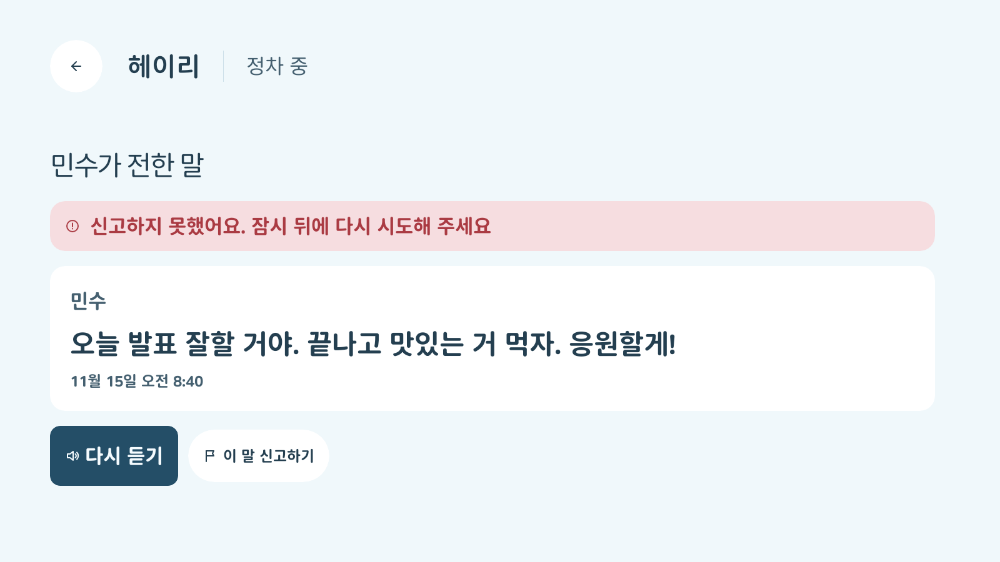 헤이리
정차 중
민수가 전한 말
신고하지 못했어요. 잠시 뒤에 다시 시도해 주세요
민수
오늘 발표 잘할 거야. 끝나고 맛있는 거 먹자. 응원할게!
11월 15일 오전 8:40
다시 듣기
이 말 신고하기